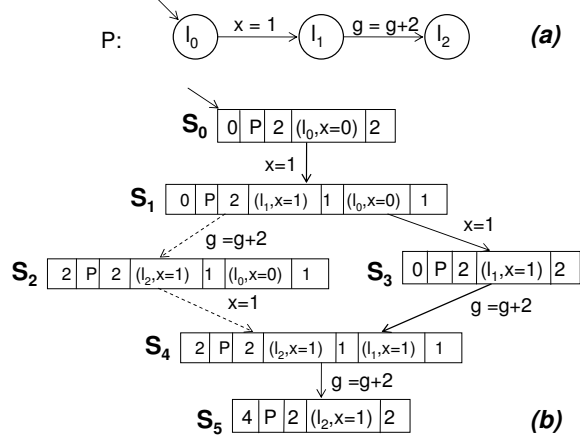 P: l0 x = 1 l1 g = g+2 l2 (a)
S0 0 P 2 (l0,x=0) 2
x=1
S1 0 P 2 (l1,x=1) 1 (l0,x=0) 1
g =g+2 x=1
S2 2 P 2 (l2,x=1) 1 (l0,x=0) 1
S3 0 P 2 (l1,x=1) 2
x=1 g =g+2
S4 2 P 2 (l2,x=1) 1 (l1,x=1) 1
g =g+2
S5 4 P 2 (l2,x=1) 2 (b)